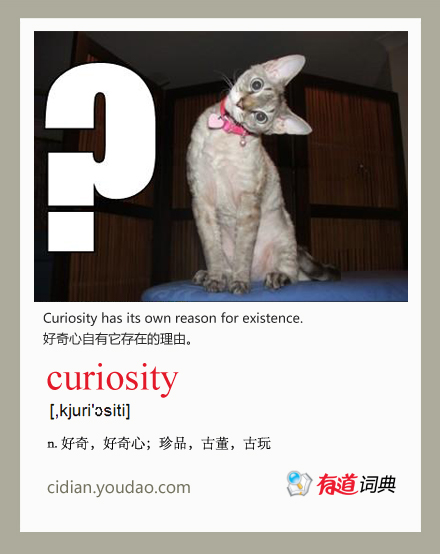 ?
Curiosity has its own reason for existence.
好奇心自有它存在的理由。
curiosity
[,kjuri'ɔsiti]
n. 好奇，好奇心；珍品，古董，古玩
cidian.youdao.com
有道词典